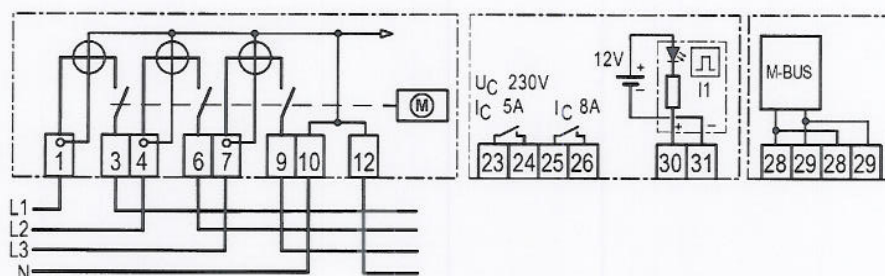 M
1 3 4 6 7 9 10 12
L1
L2
L3
N
UC 230V
IC 5A IC 8A
23 24 25 26
12V
+
−
I1
+ −
30 31
M-BUS
28 29 28 29